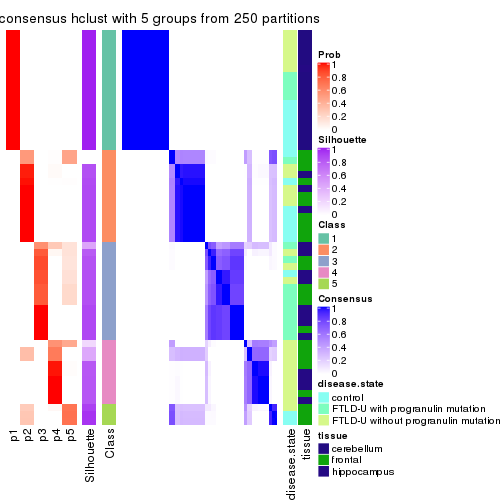 consensus hclust with 5 groups from 250 partitions
p1
p2
p3
p4
p5
Silhouette
Class
disease.state
tissue
Prob
1
0.8
0.6
0.4
0.2
0
Silhouette
1
0.8
0.6
0.4
0.2
0
Class
1
2
3
4
5
Consensus
1
0.8
0.6
0.4
0.2
0
disease.state
control
FTLD-U with progranulin mutation
FTLD-U without progranulin mutation
tissue
cerebellum
frontal
hippocampus